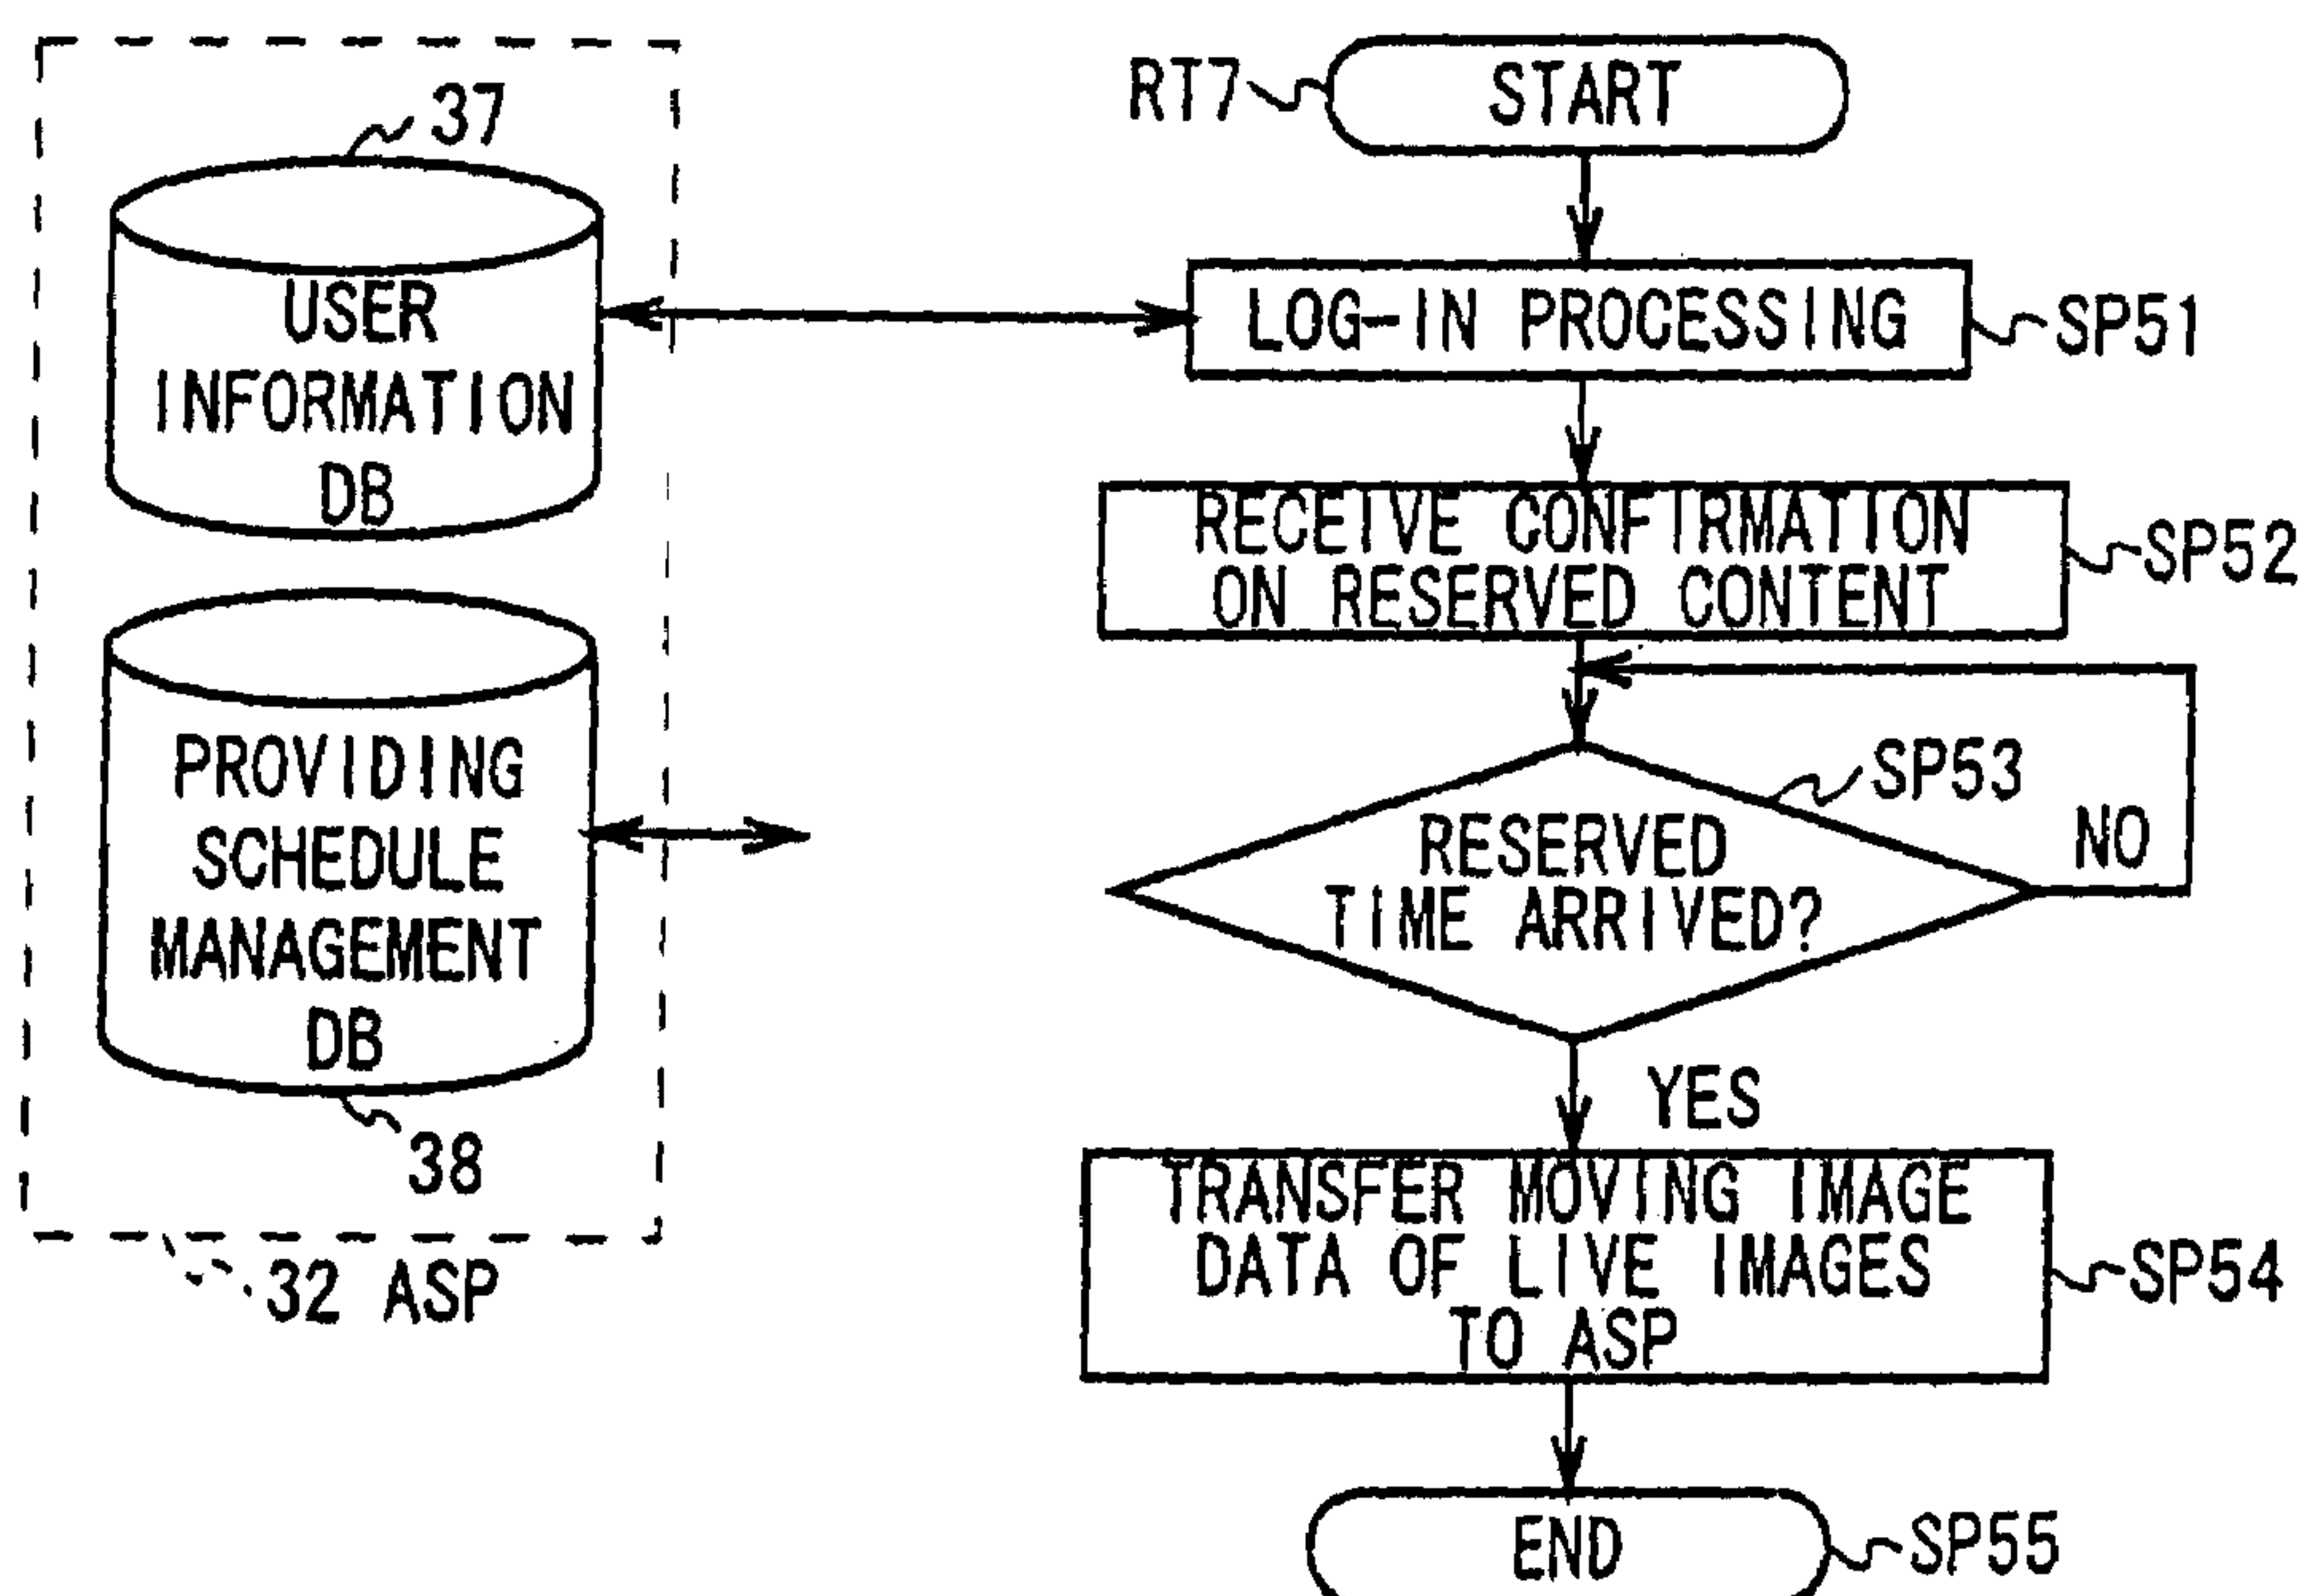 37
USER
INFORMATION
DB
PROVIDING
SCHEDULE
MANAGEMENT
DB
38
32 ASP
RT7
START
LOG-IN PROCESSING
SP51
RECEIVE CONFIRMATION
ON RESERVED CONTENT
SP52
SP53
RESERVED
TIME ARRIVED?
NO
YES
TRANSFER MOVING IMAGE
DATA OF LIVE IMAGES
TO ASP
SP54
END
SP55